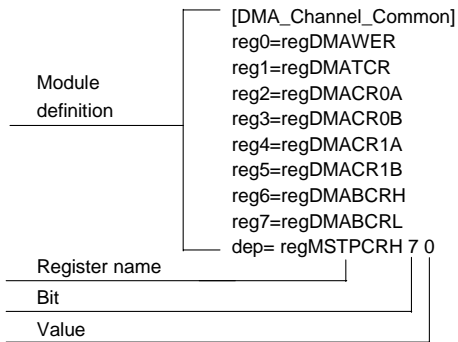 [DMA_Channel_Common]
reg0=regDMAWER
reg1=regDMATCR
Module
definition
reg2=regDMACR0A
reg3=regDMACR0B
reg4=regDMACR1A
reg5=regDMACR1B
reg6=regDMABCRH
reg7=regDMABCRL
dep= regMSTPCRH 7 0
Register name
Bit
Value